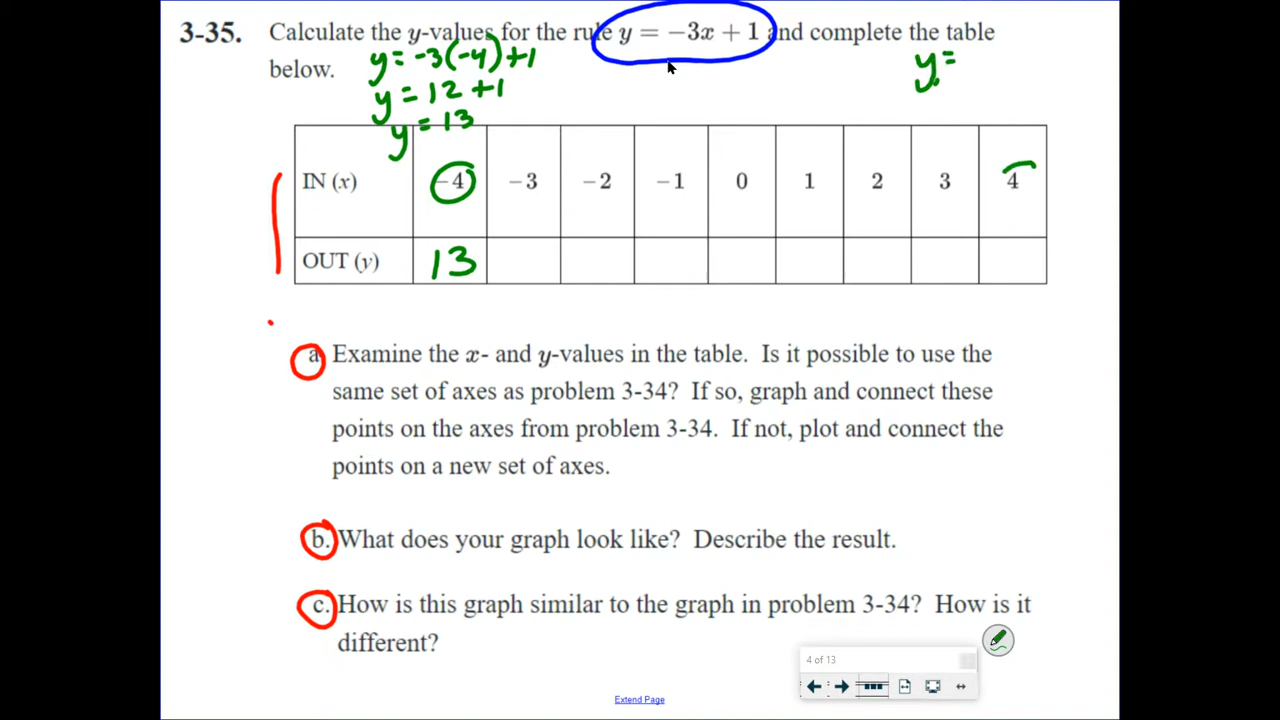 3-35. Calculate the y-values for the rule y = −3x + 1 and complete the table
below.
y = -3(-4)+1
y = 12 +1
y = 13
y =
IN (x) −4 −3 −2 −1 0 1 2 3 4
OUT (y) 13
a. Examine the x- and y-values in the table. Is it possible to use the
same set of axes as problem 3-34? If so, graph and connect these
points on the axes from problem 3-34. If not, plot and connect the
points on a new set of axes.
b. What does your graph look like? Describe the result.
c. How is this graph similar to the graph in problem 3-34? How is it
different?
4 of 13
Extend Page